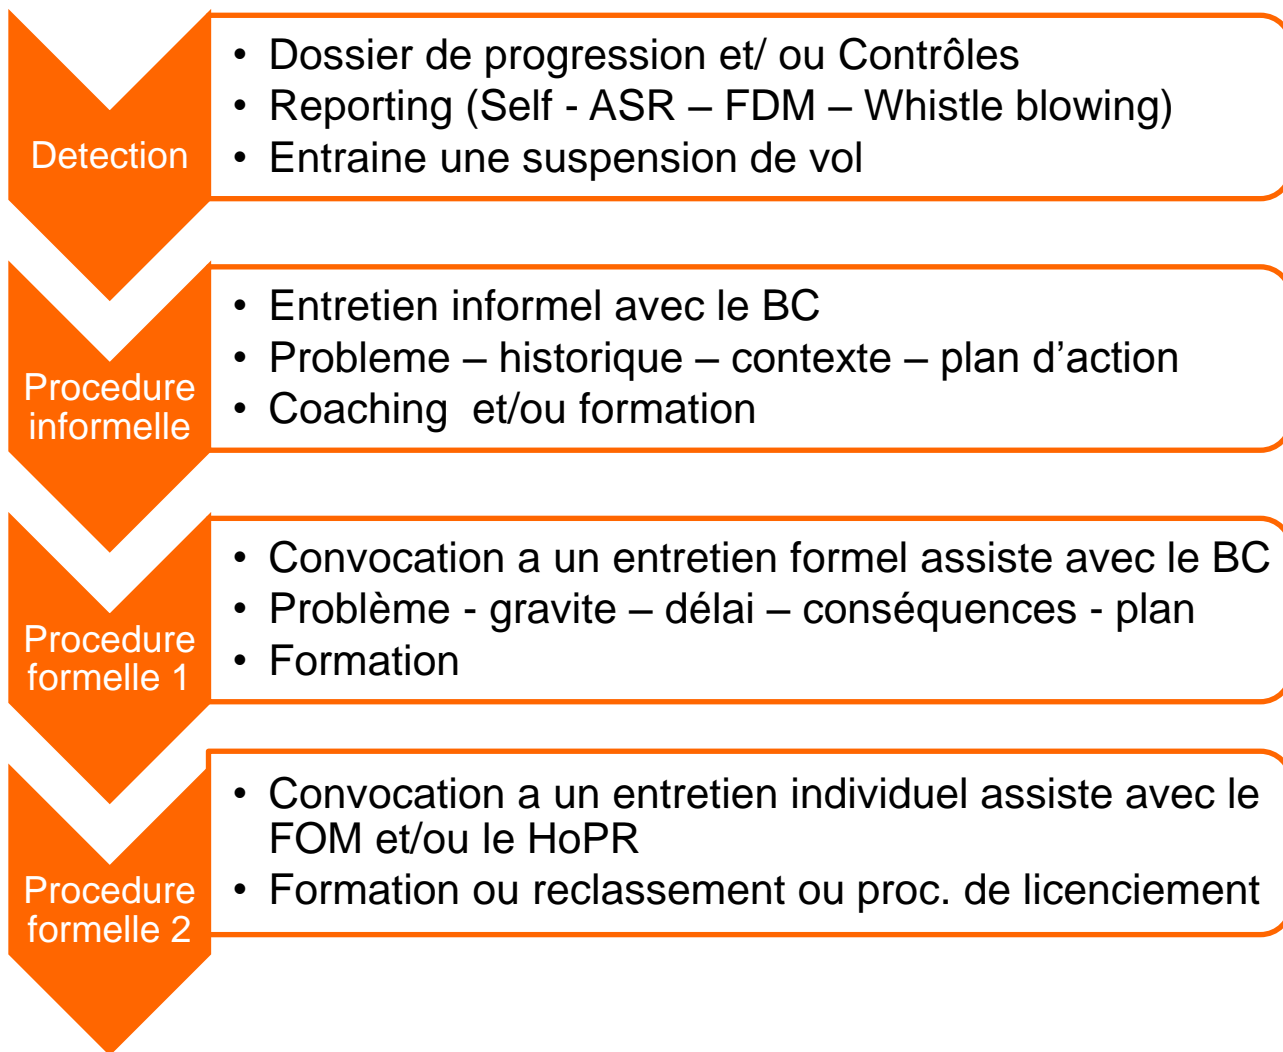 Detection
• Dossier de progression et/ ou Contrôles
• Reporting (Self - ASR – FDM – Whistle blowing)
• Entraine une suspension de vol
Procedure
informelle
• Entretien informel avec le BC
• Probleme – historique – contexte – plan d’action
• Coaching et/ou formation
Procedure
formelle 1
• Convocation a un entretien formel assiste avec le BC
• Problème - gravite – délai – conséquences - plan
• Formation
Procedure
formelle 2
• Convocation a un entretien individuel assiste avec le
FOM et/ou le HoPR
• Formation ou reclassement ou proc. de licenciement